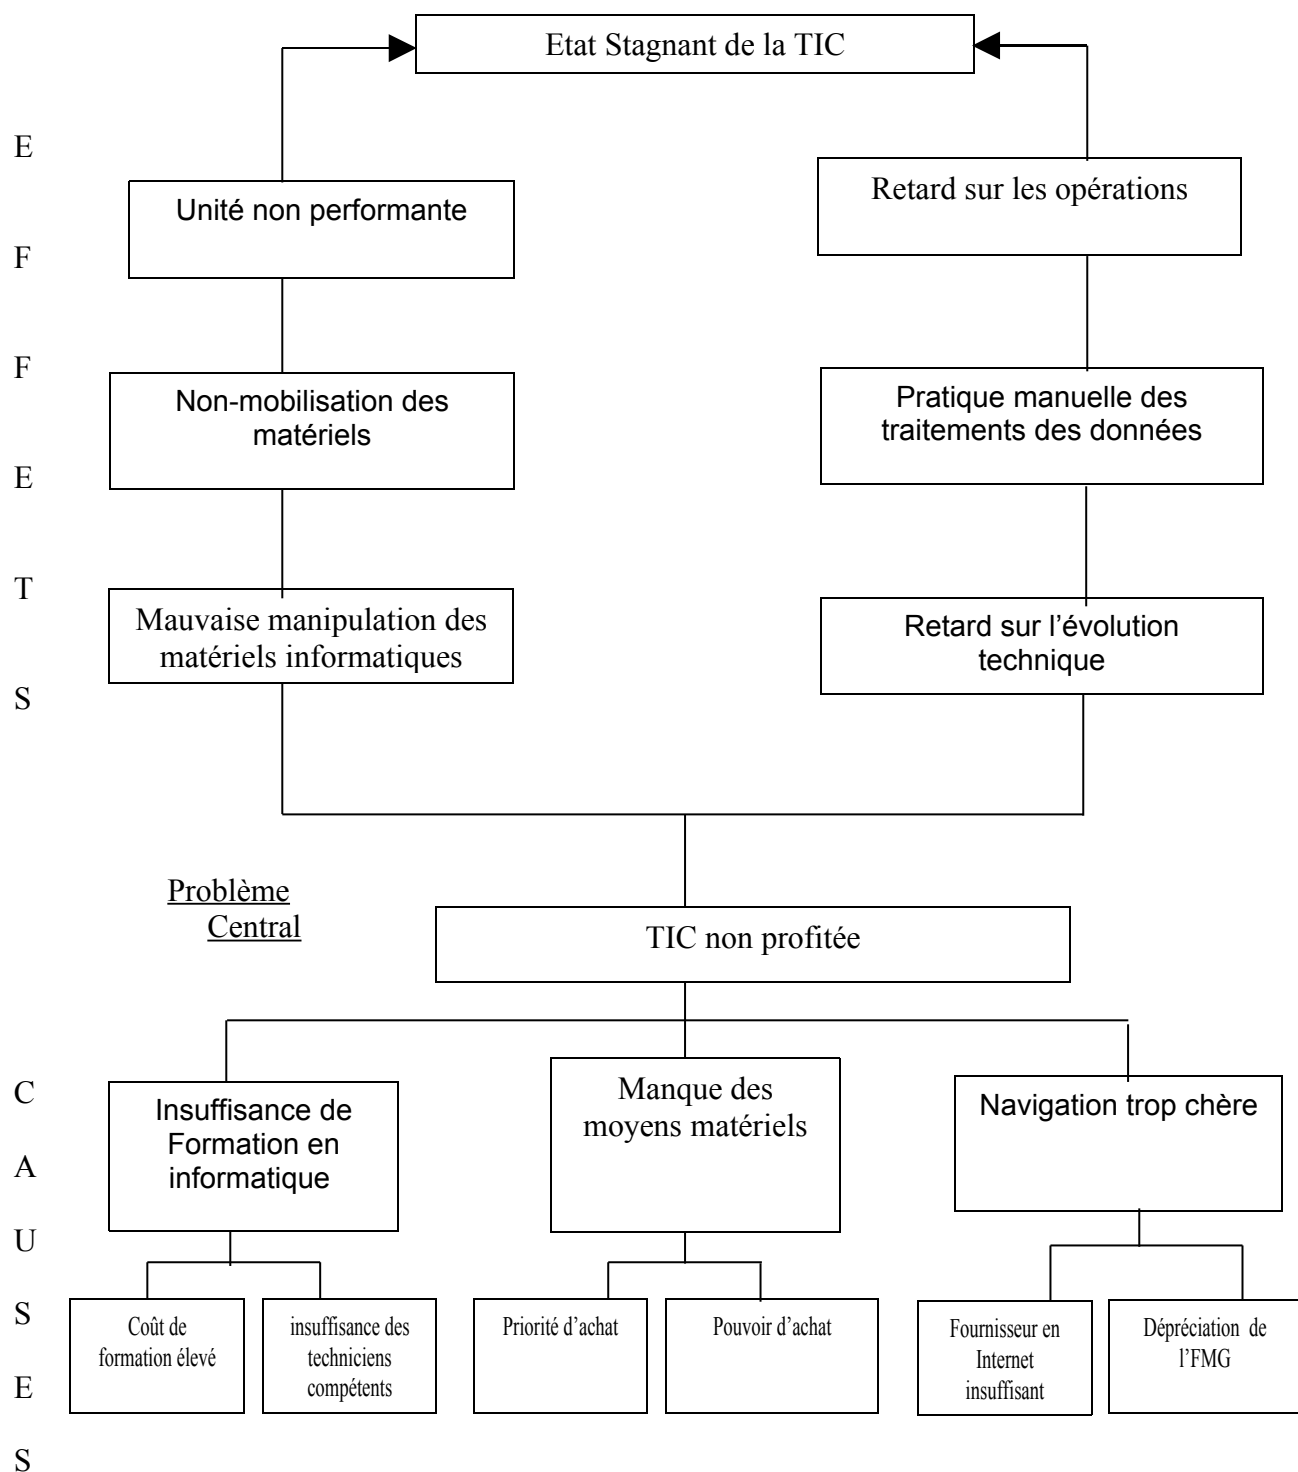 Etat Stagnant de la TIC
E
F
F
E
T
S
Unité non performante
Retard sur les opérations
Non-mobilisation des
matériels
Pratique manuelle des
traitements des données
Mauvaise manipulation des
matériels informatiques
Retard sur l’évolution
technique
Problème
Central
TIC non profitée
C
A
U
S
E
S
Insuffisance de
Formation en
informatique
Manque des
moyens matériels
Navigation trop chère
Coût de
formation élevé
insuffisance des
techniciens
compétents
Priorité d’achat
Pouvoir d’achat
Fournisseur en
Internet
insuffisant
Dépréciation de
l’FMG